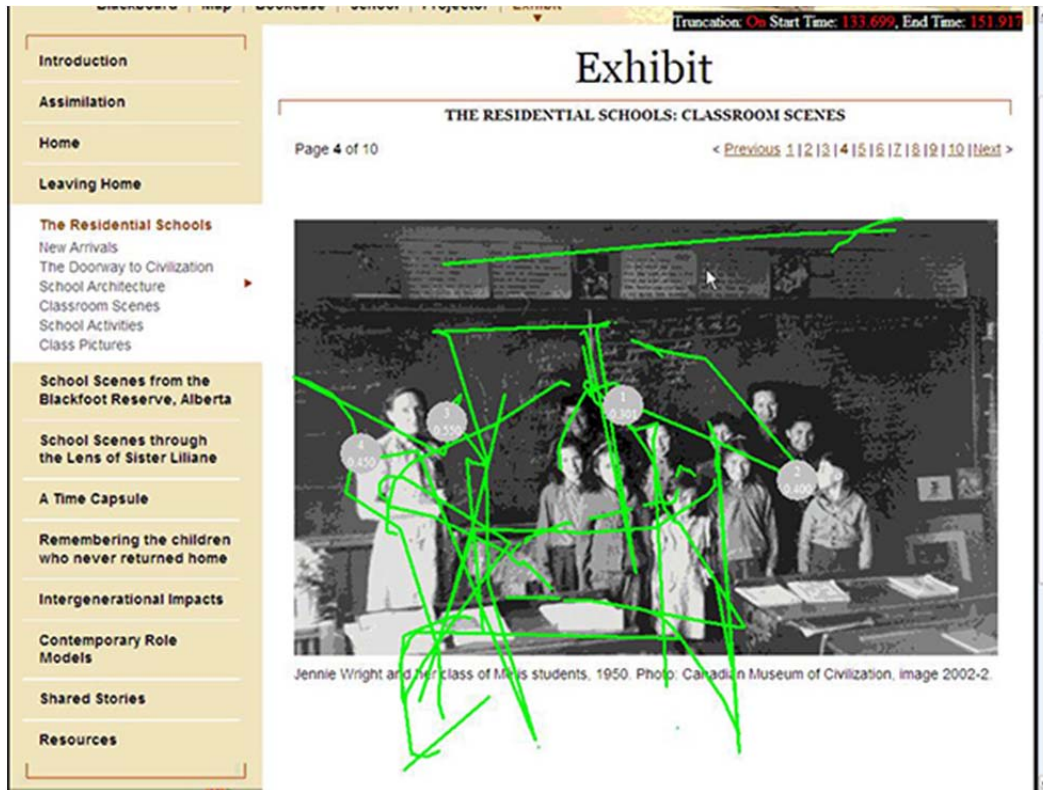 Blackboard | Map | Bookcase | School | Projector | Exhibit
Truncation: On Start Time: 133.699, End Time: 151.917
Introduction
Assimilation
Home
Leaving Home
The Residential Schools
New Arrivals
The Doorway to Civilization
School Architecture
Classroom Scenes
School Activities
Class Pictures
School Scenes from the
Blackfoot Reserve, Alberta
School Scenes through
the Lens of Sister Liliane
A Time Capsule
Remembering the children
who never returned home
Intergenerational Impacts
Contemporary Role
Models
Shared Stories
Resources
Exhibit
THE RESIDENTIAL SCHOOLS: CLASSROOM SCENES
Page 4 of 10
< Previous 1|2|3|4|5|6|7|8|9|10|Next >
1
0.301
2
0.400
3
0.550
4
0.450
Jennie Wright and her class of Métis students, 1950. Photo: Canadian Museum of Civilization, image 2002-2.